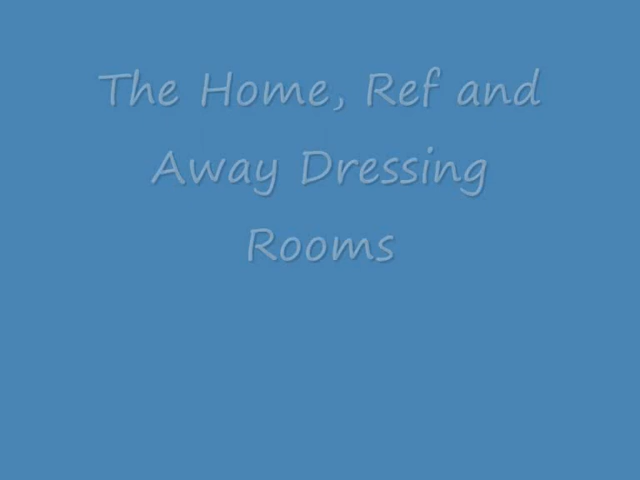 The Home, Ref and
Away Dressing
Rooms